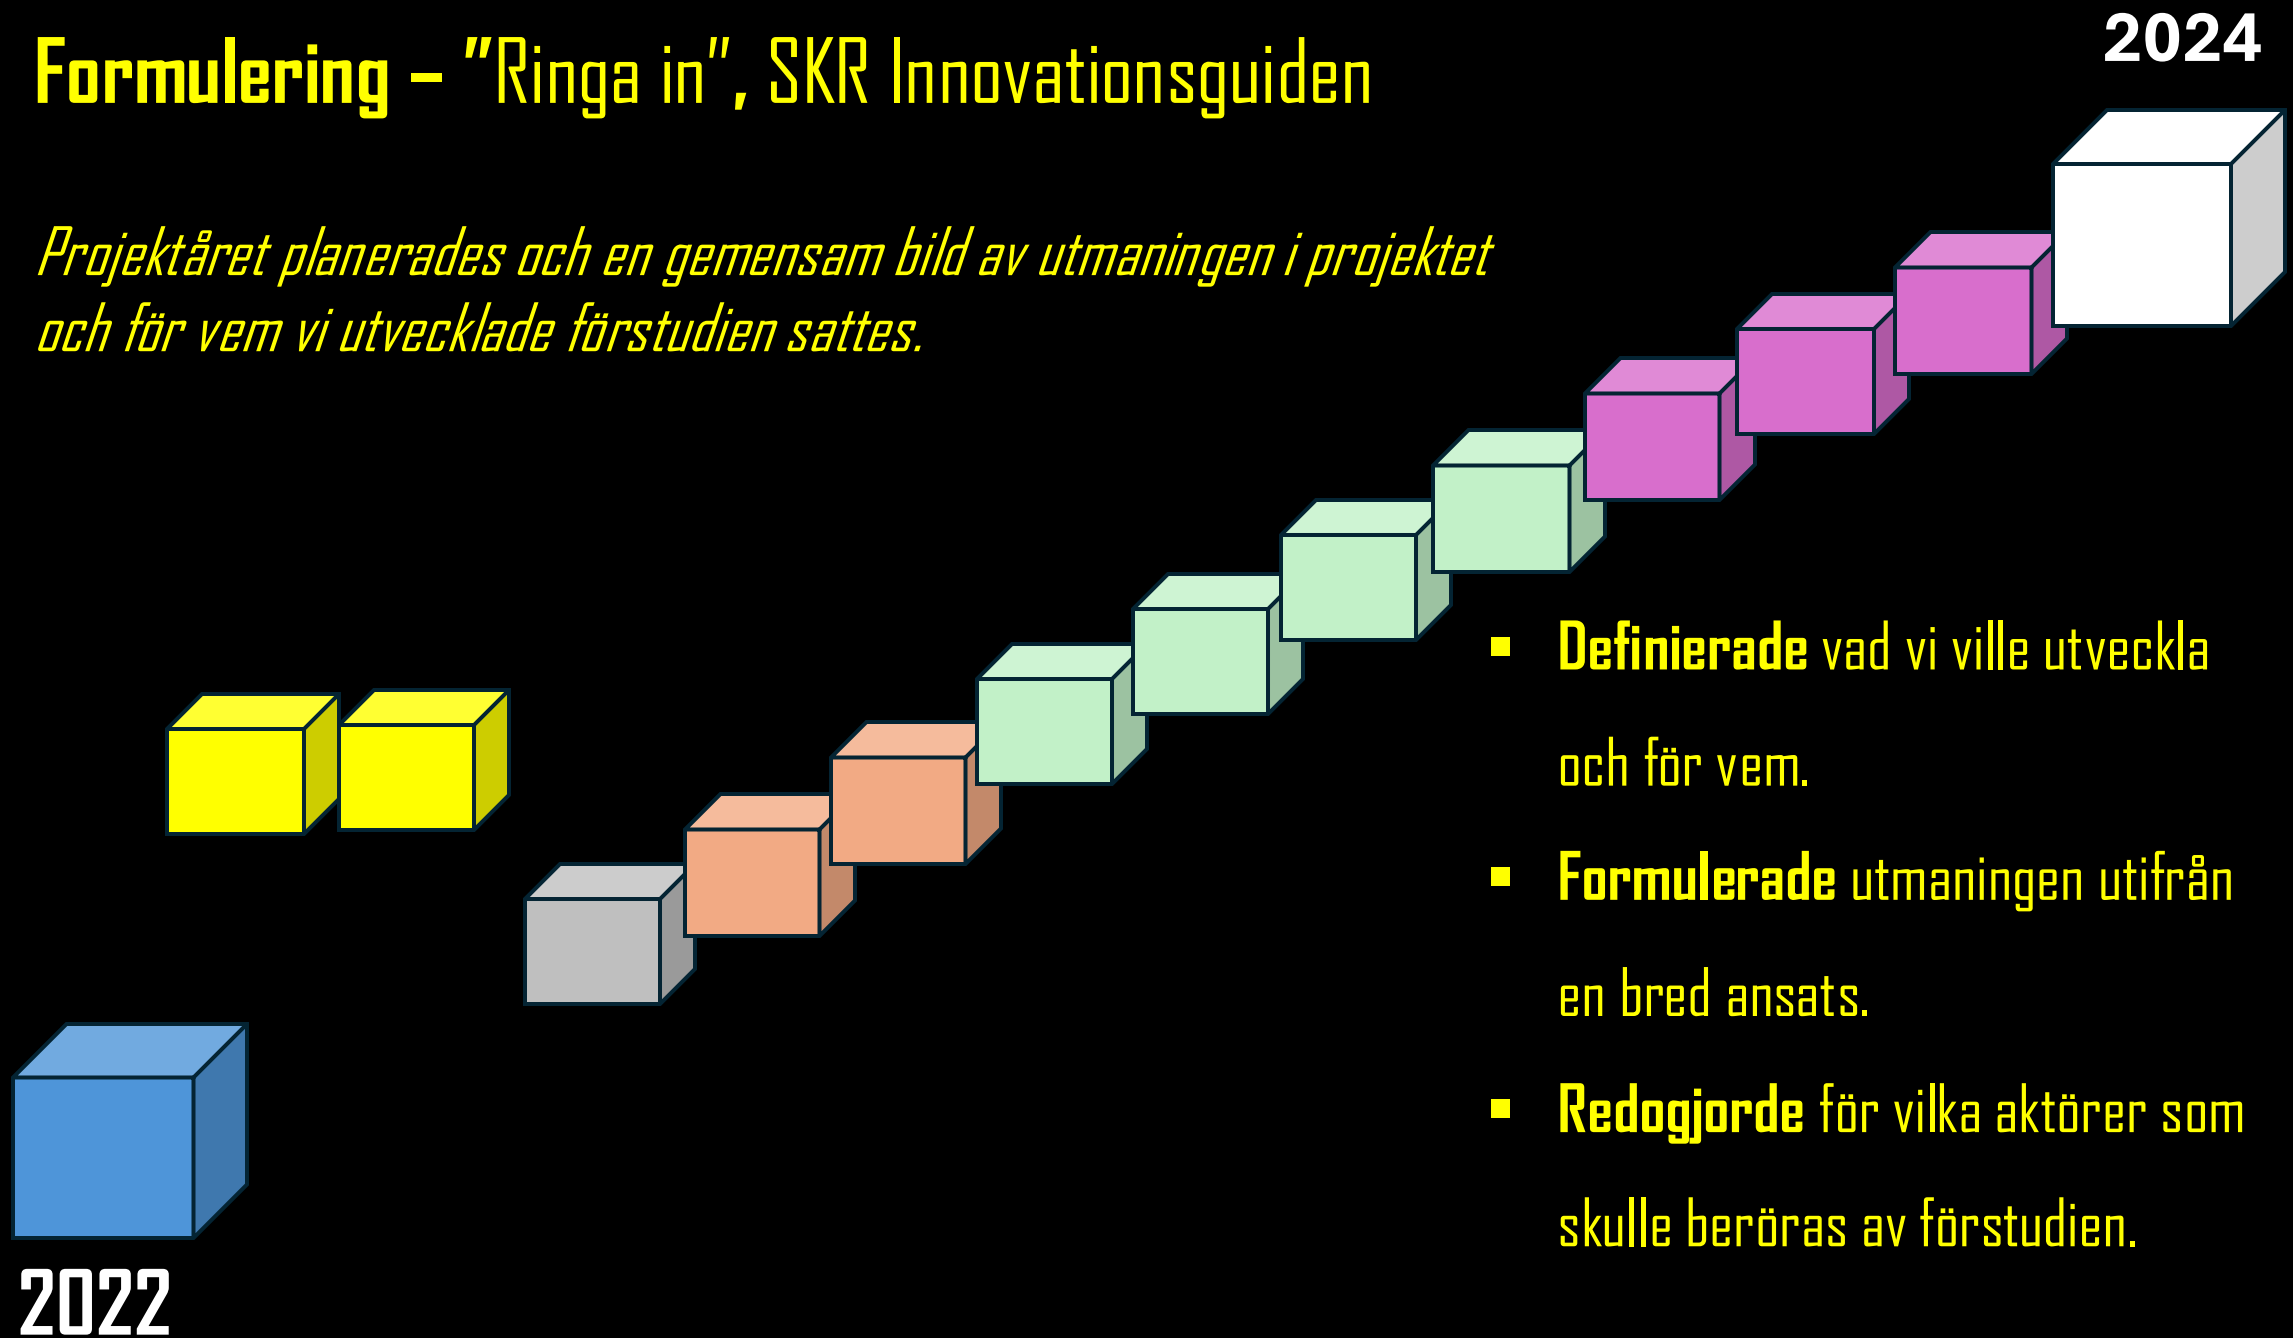 2024
Formulering – "Ringa in", SKR Innovationsguiden
Projektåret planerades och en gemensam bild av utmaningen i projektet
och för vem vi utvecklade förstudien sattes.
▪ Definierade vad vi ville utveckla
och för vem.
▪ Formulerade utmaningen utifrån
en bred ansats.
▪ Redogjorde för vilka aktörer som
skulle beröras av förstudien.
2022